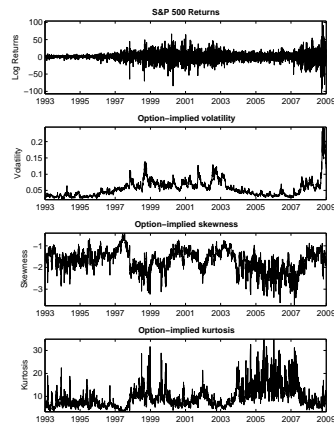 S&P 500 Returns
Log Returns
100
50
0
−50
−100
1993 1995 1997 1999 2001 2003 2005 2007 2009
Option−implied volatility
Volatility
0.2
0.15
0.1
0.05
1993 1995 1997 1999 2001 2003 2005 2007 2009
Option−implied skewness
Skewness
−1
−2
−3
1993 1995 1997 1999 2001 2003 2005 2007 2009
Option−implied kurtosis
Kurtosis
30
20
10
1993 1995 1997 1999 2001 2003 2005 2007 2009